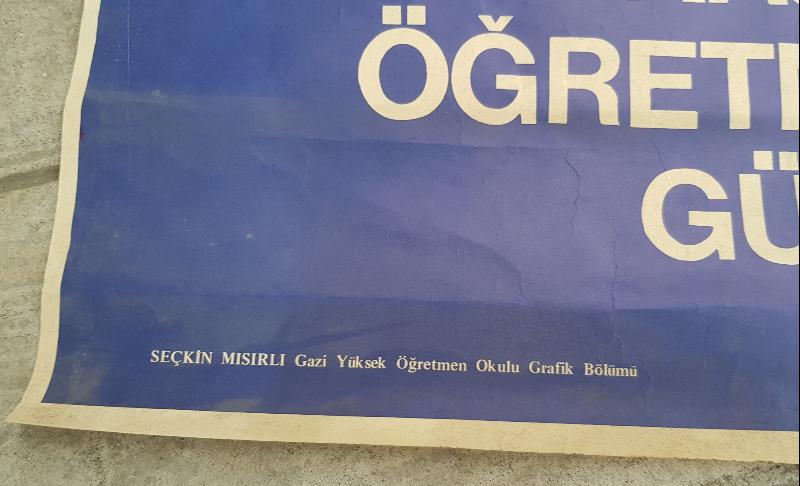 ÖĞRET
GÜ
SEÇKİN MISIRLI Gazi Yüksek Öğretmen Okulu Grafik Bölümü